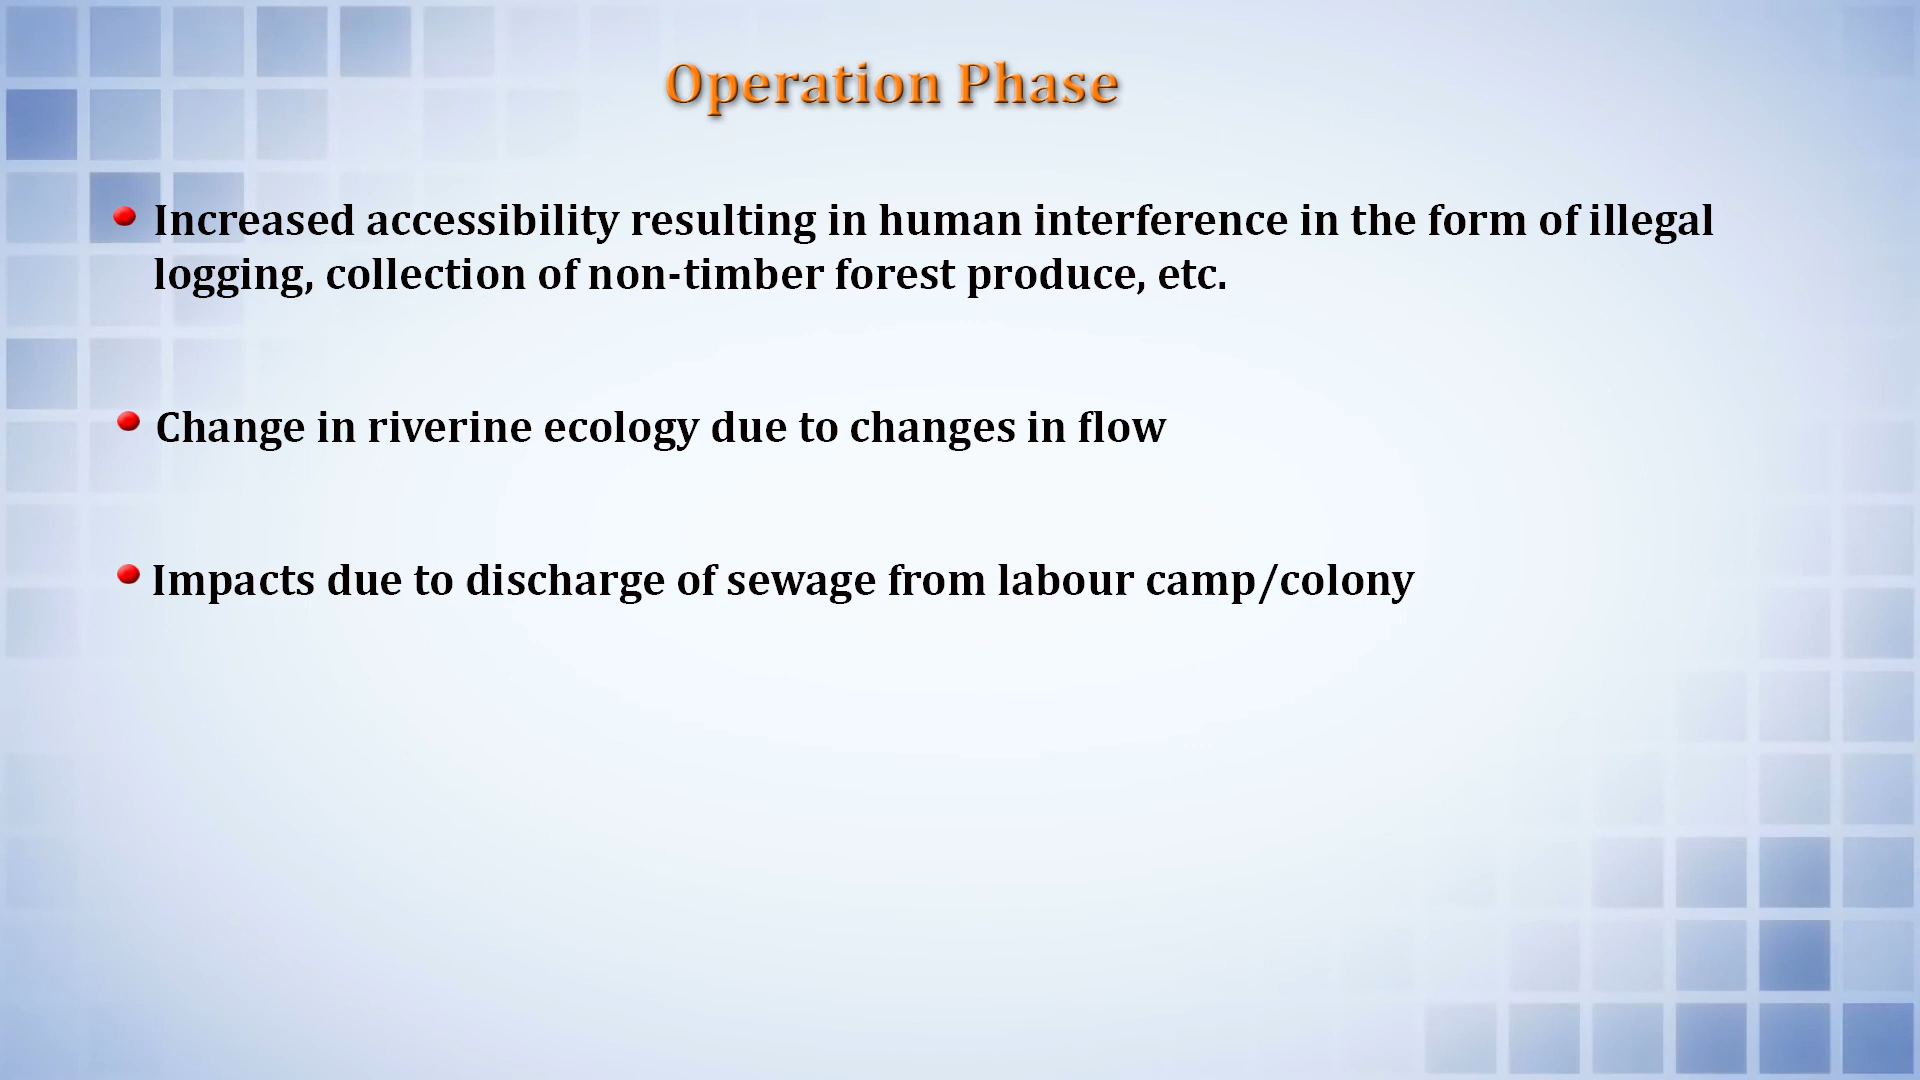 Operation Phase
Increased accessibility resulting in human interference in the form of illegal
logging, collection of non-timber forest produce, etc.
Change in riverine ecology due to changes in flow
Impacts due to discharge of sewage from labour camp/colony